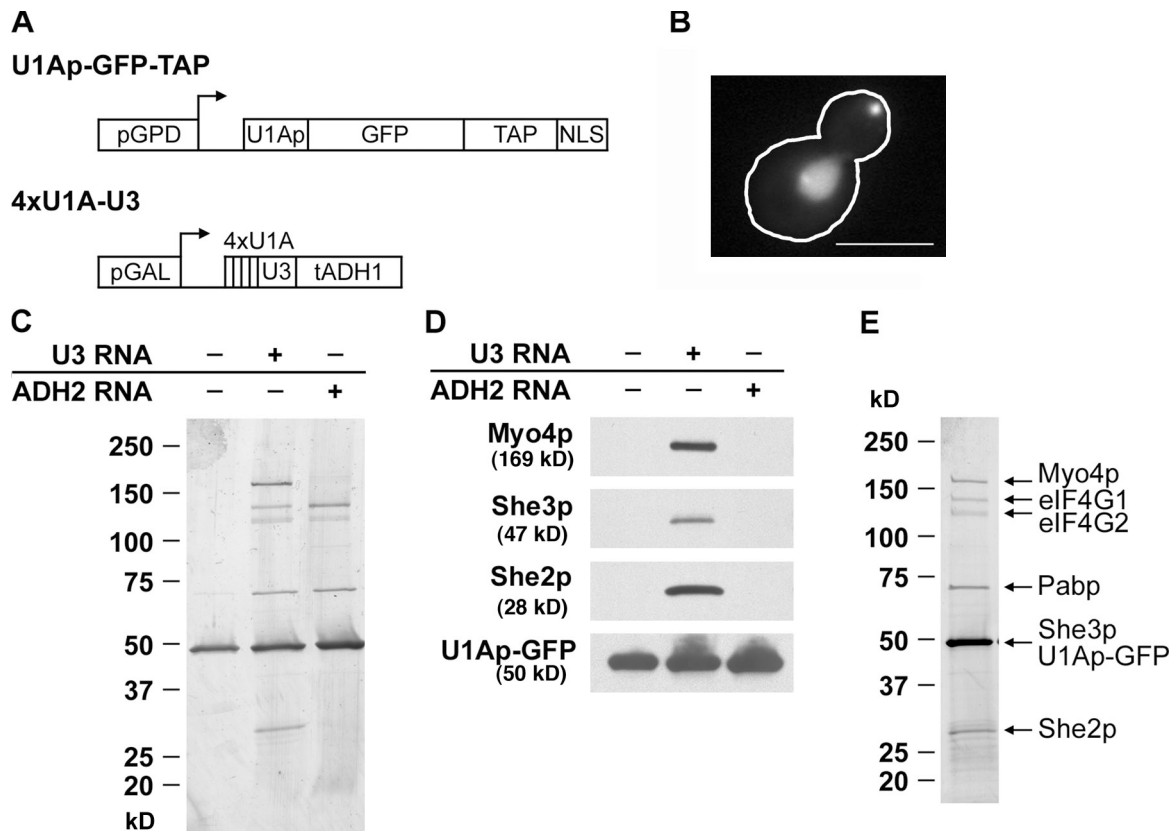 A
U1Ap-GFP-TAP
pGPD U1Ap GFP TAP NLS
4xU1A-U3
4xU1A
pGAL U3 tADH1
B
C
U3 RNA – + –
ADH2 RNA – – +
250
150
100
75
50
37
25
20
kD
D
U3 RNA – + –
ADH2 RNA – – +
Myo4p
(169 kD)
She3p
(47 kD)
She2p
(28 kD)
U1Ap-GFP
(50 kD)
E
kD
250
150
100
75
50
37
25
20
Myo4p
eIF4G1
eIF4G2
Pabp
She3p
U1Ap-GFP
She2p